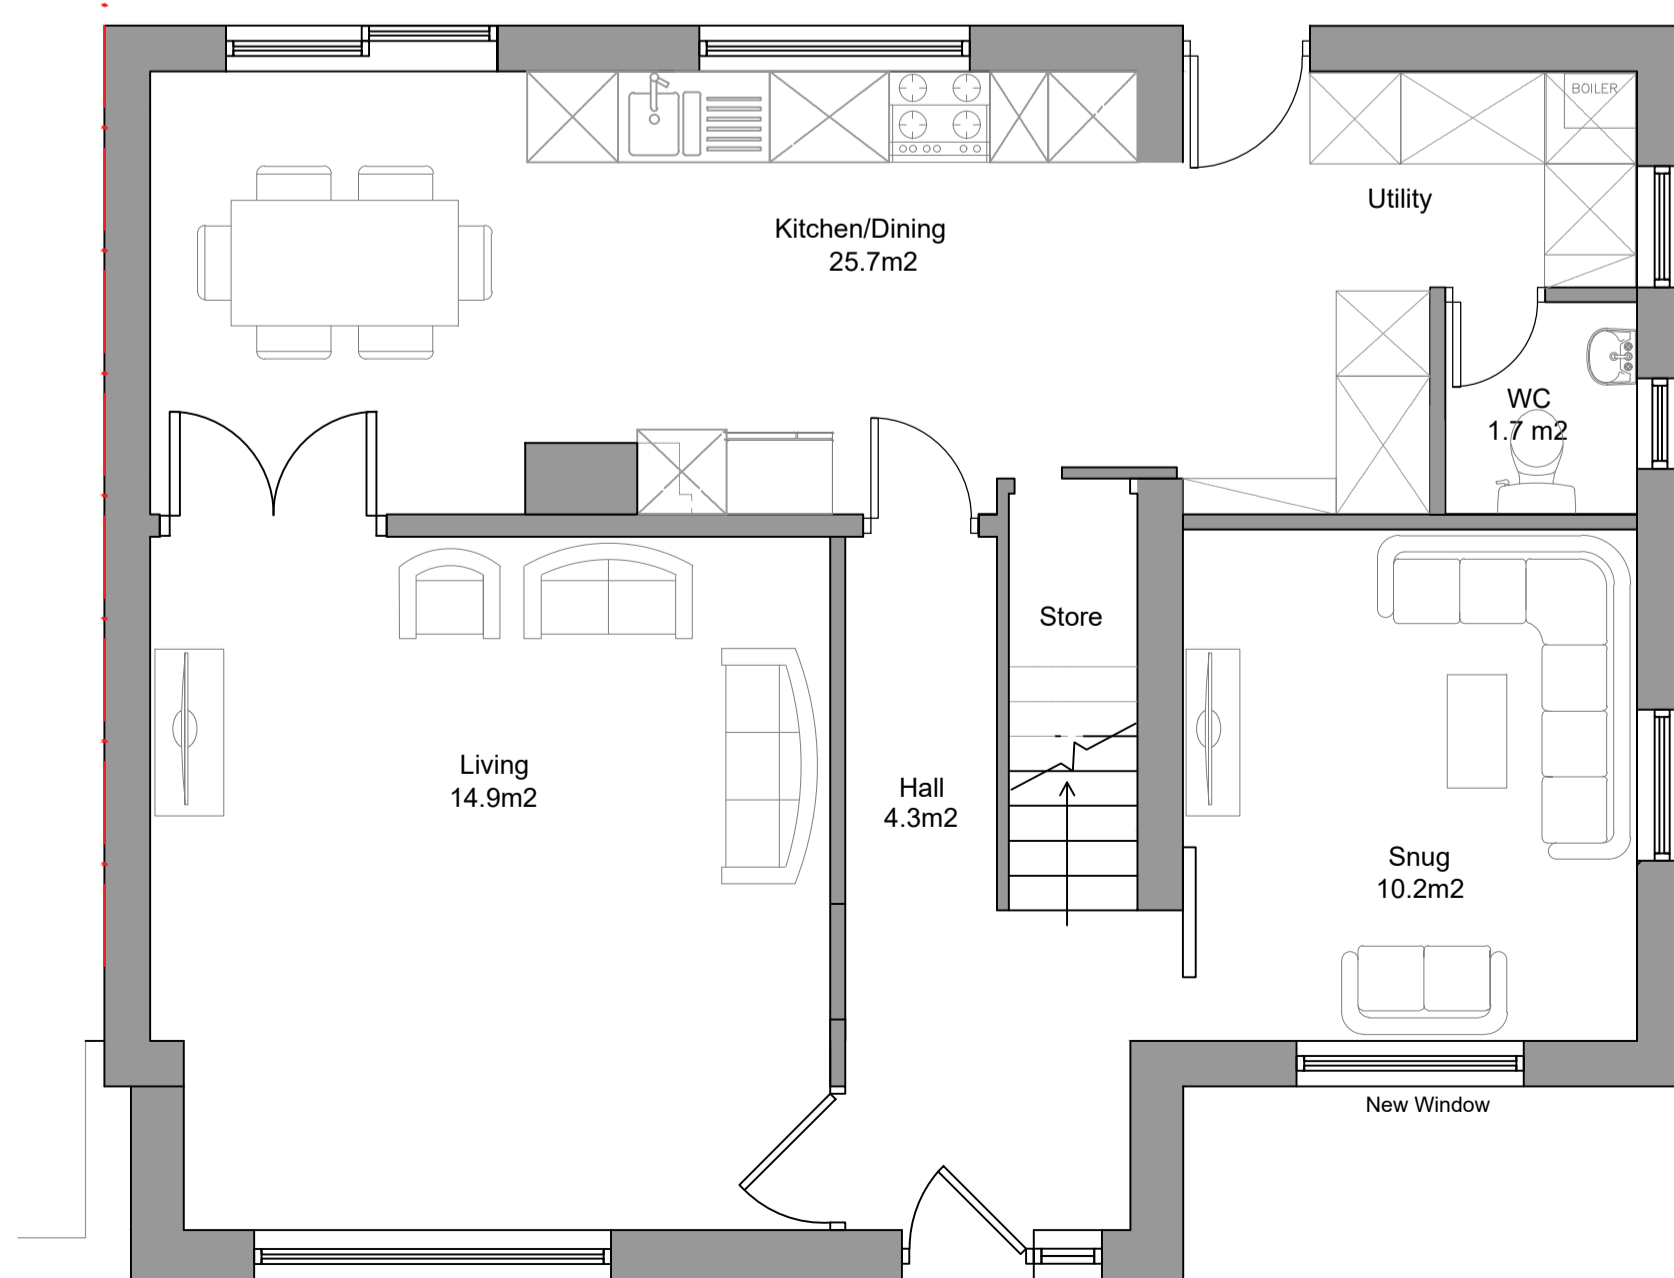 BOILER
Utility
Kitchen/Dining
25.7m2
WC
1.7 m2
Store
Living
14.9m2
Hall
4.3m2
Snug
10.2m2
New Window